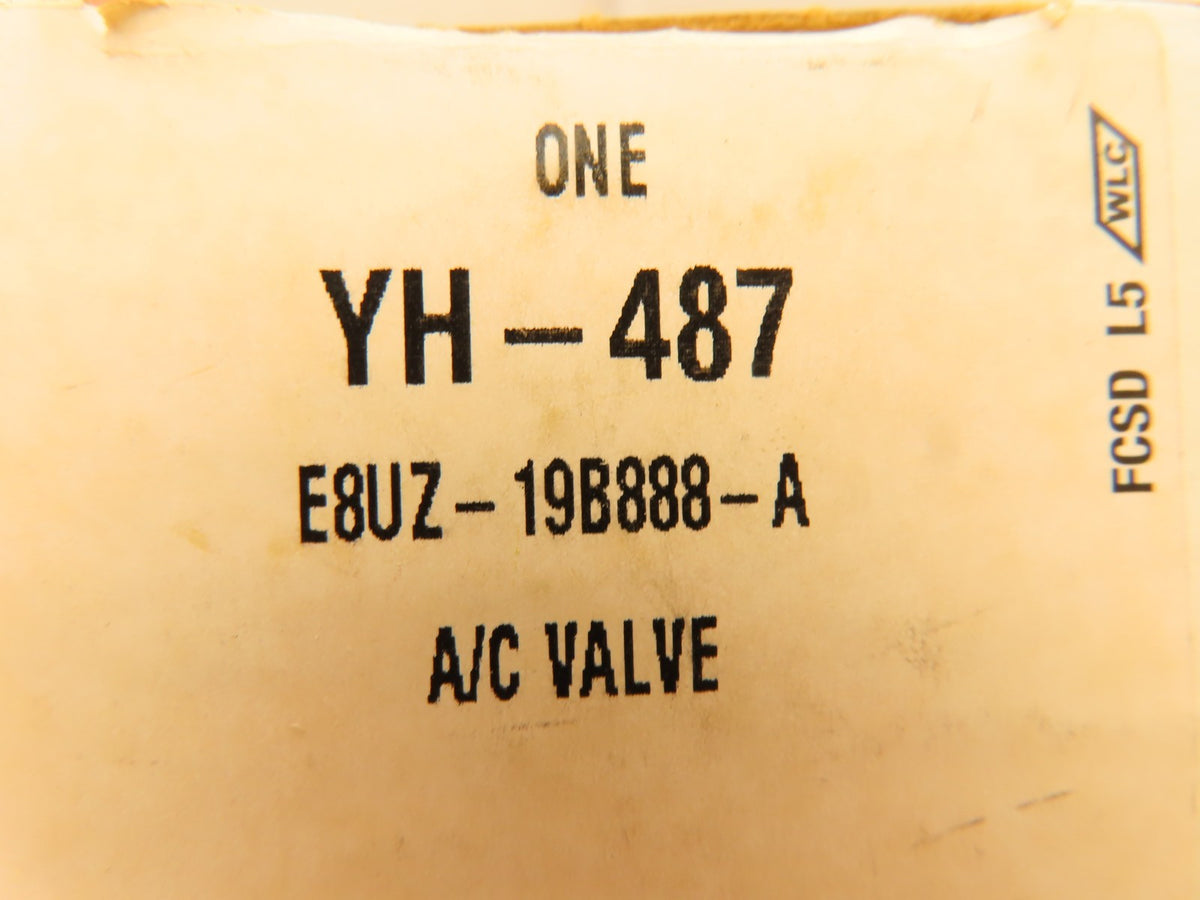 ONE
YH-487
E8UZ-19B888-A
A/C VALVE
FCSD L5 WLC